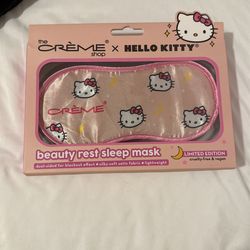 the
CRÈME
shop
x HELLO KITTY®
CRÈME
beauty rest sleep mask
dual-sided for blackout effect • silky soft satin fabric • lightweight
LIMITED EDITION
cruelty-free & vegan